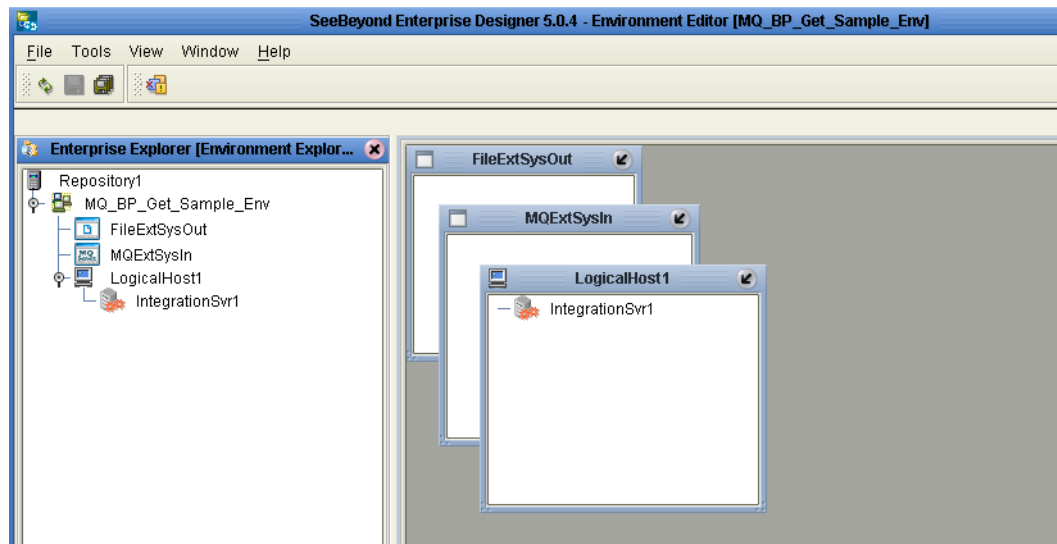 SeeBeyond Enterprise Designer 5.0.4 - Environment Editor [MQ_BP_Get_Sample_Env]
File Tools View Window Help
Enterprise Explorer [Environment Explor...
Repository1
MQ_BP_Get_Sample_Env
FileExtSysOut
MQExtSysIn
LogicalHost1
IntegrationSvr1
FileExtSysOut
MQExtSysIn
LogicalHost1
IntegrationSvr1